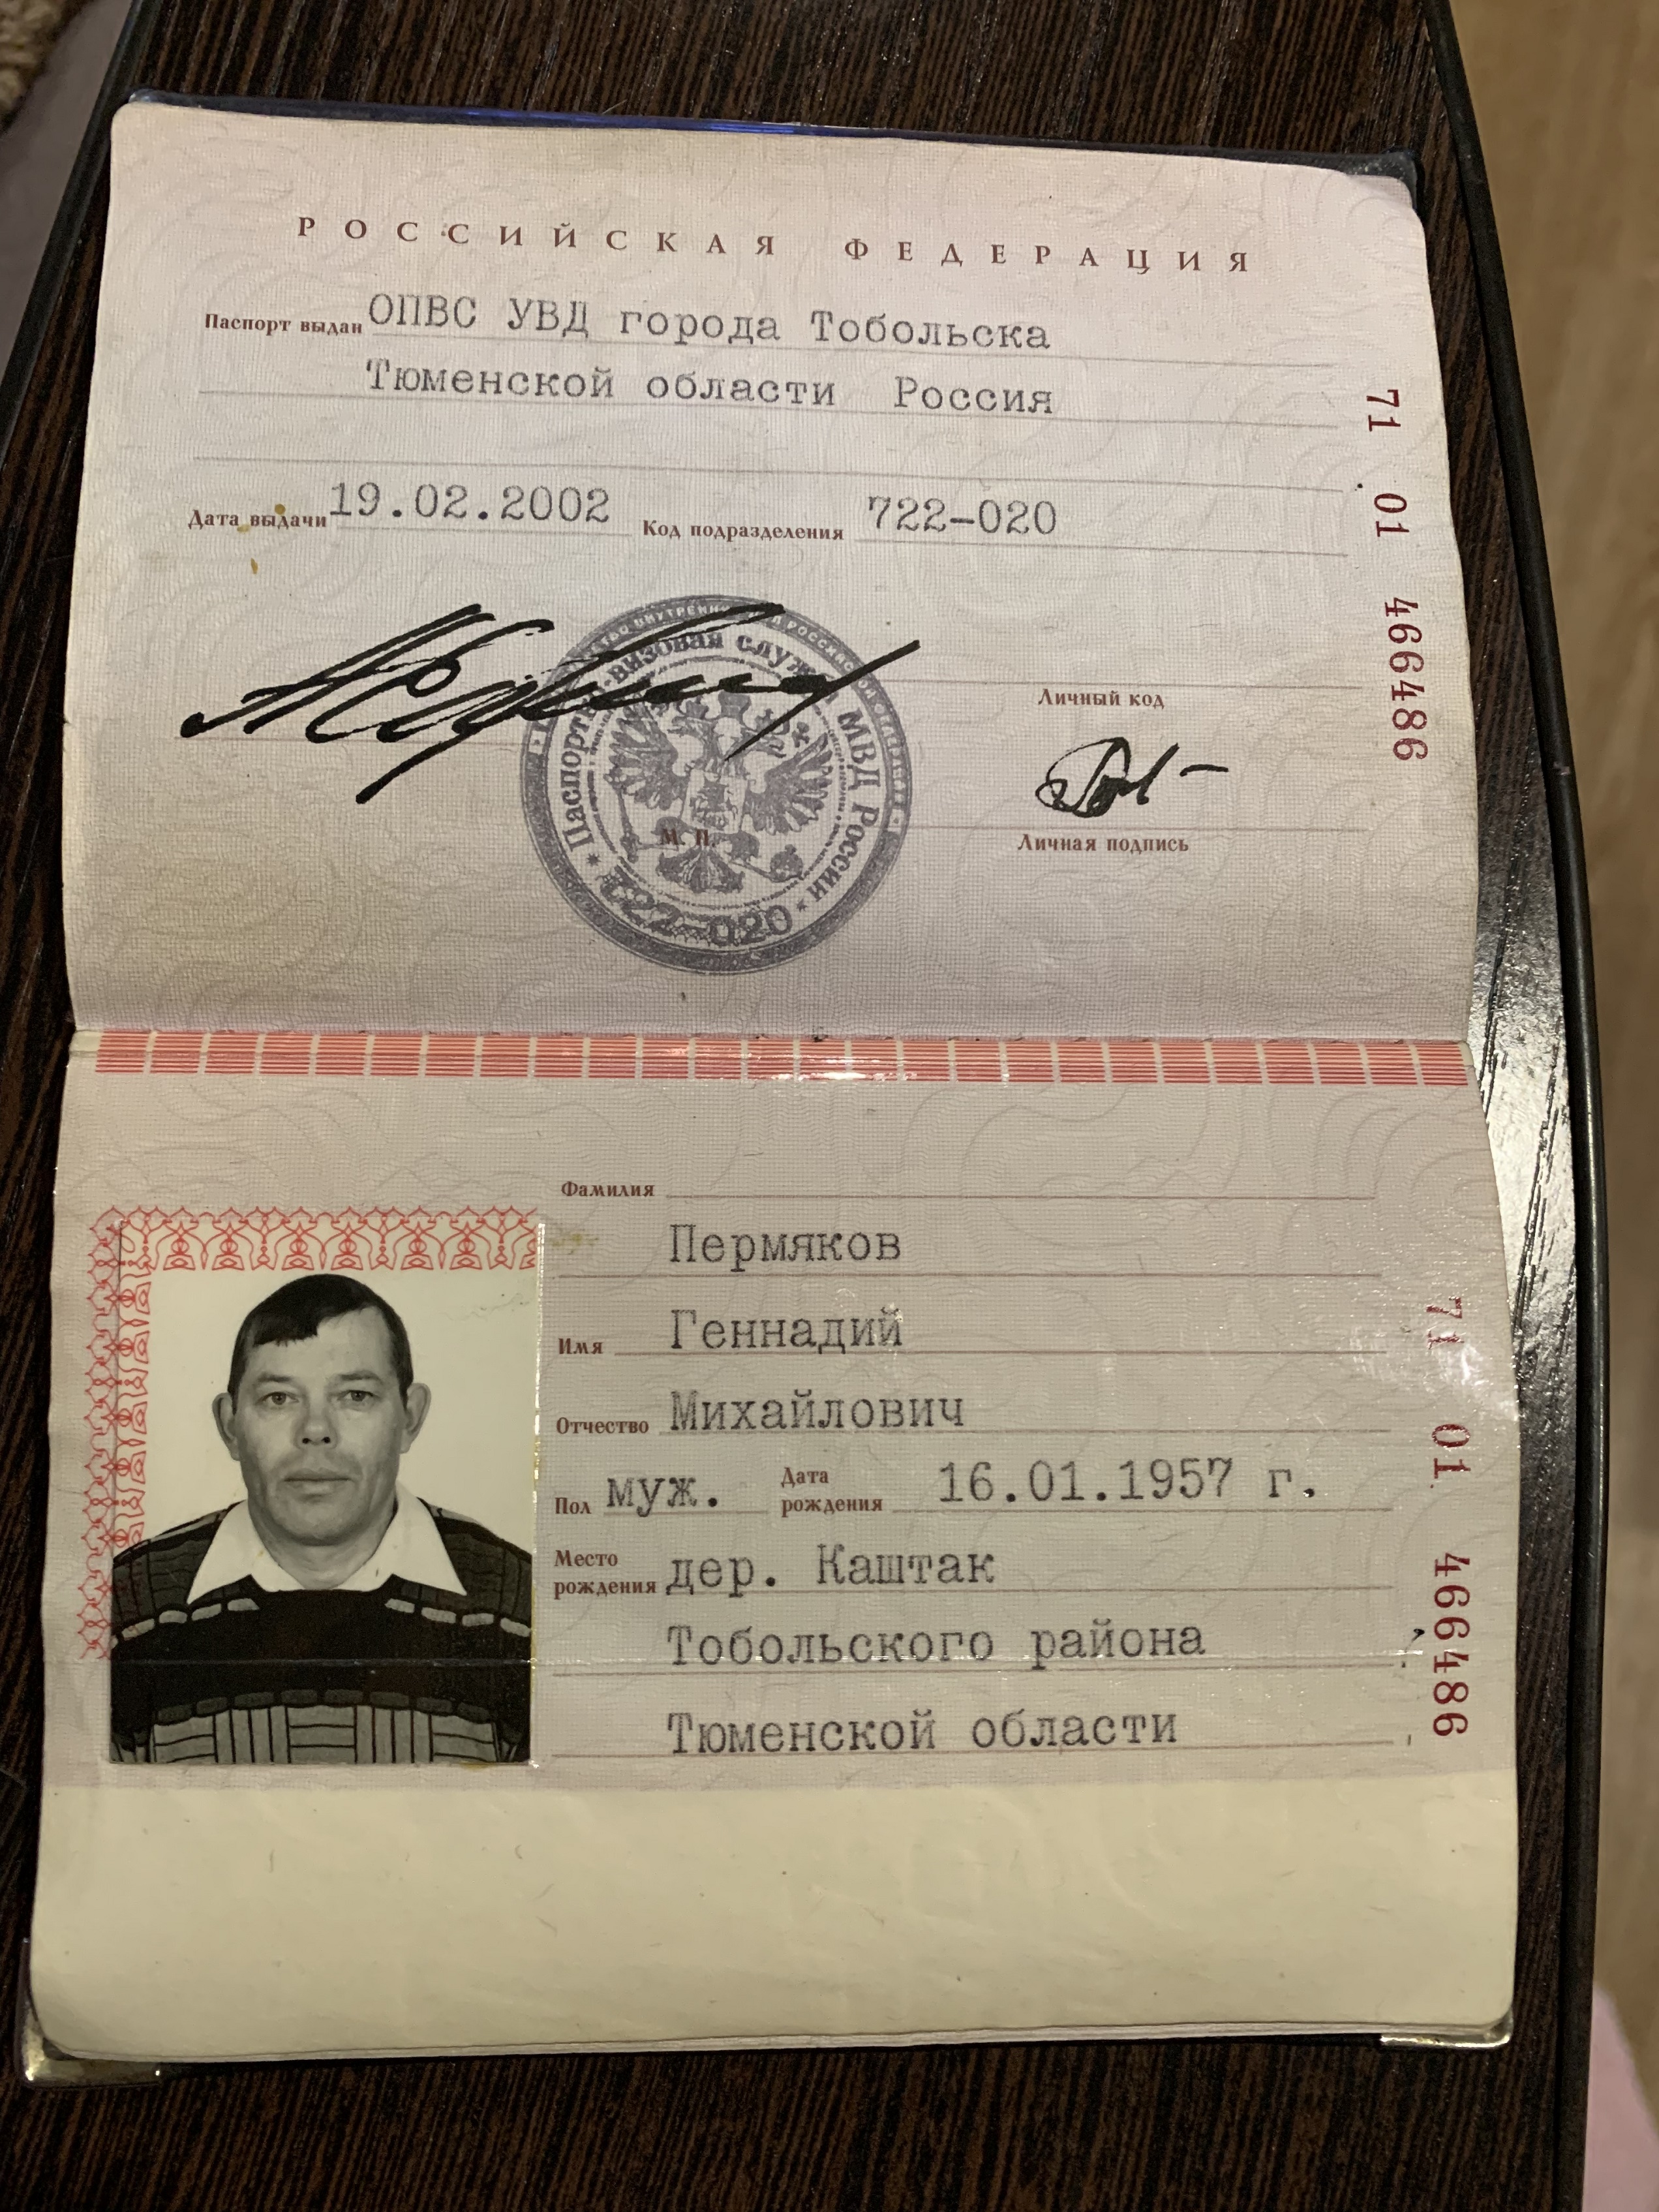 РОССИЙСКАЯ ФЕДЕРАЦИЯ
Паспорт выдан ОПВС УВД города Тобольска
Тюменской области Россия
Дата выдачи 19.02.2002 Код подразделения 722-020
71 01 466486
Паспортно-визовая служба МВД России
722-020
М. П.
Личный код
Личная подпись
Фамилия
Пермяков
Имя Геннадий
Отчество Михайлович
Пол муж. Дата рождения 16.01.1957 г.
Место рождения дер. Каштак
Тобольского района
Тюменской области
71 01 466486